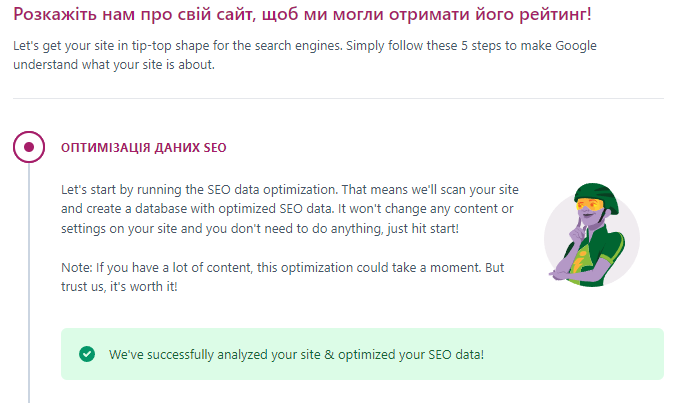 Розкажіть нам про свій сайт, щоб ми могли отримати його рейтинг!
Let's get your site in tip-top shape for the search engines. Simply follow these 5 steps to make Google
understand what your site is about.
ОПТИМІЗАЦІЯ ДАНИХ SEO
Let's start by running the SEO data optimization. That means we'll scan your site
and create a database with optimized SEO data. It won't change any content or
settings on your site and you don't need to do anything, just hit start!
Note: If you have a lot of content, this optimization could take a moment. But
trust us, it's worth it!
We've successfully analyzed your site & optimized your SEO data!